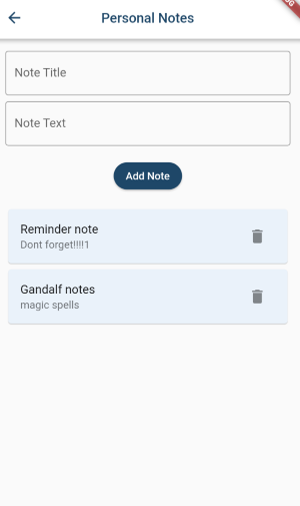 Personal Notes
Note Title
Note Text
Add Note
Reminder note
Dont forget!!!!1
Gandalf notes
magic spells